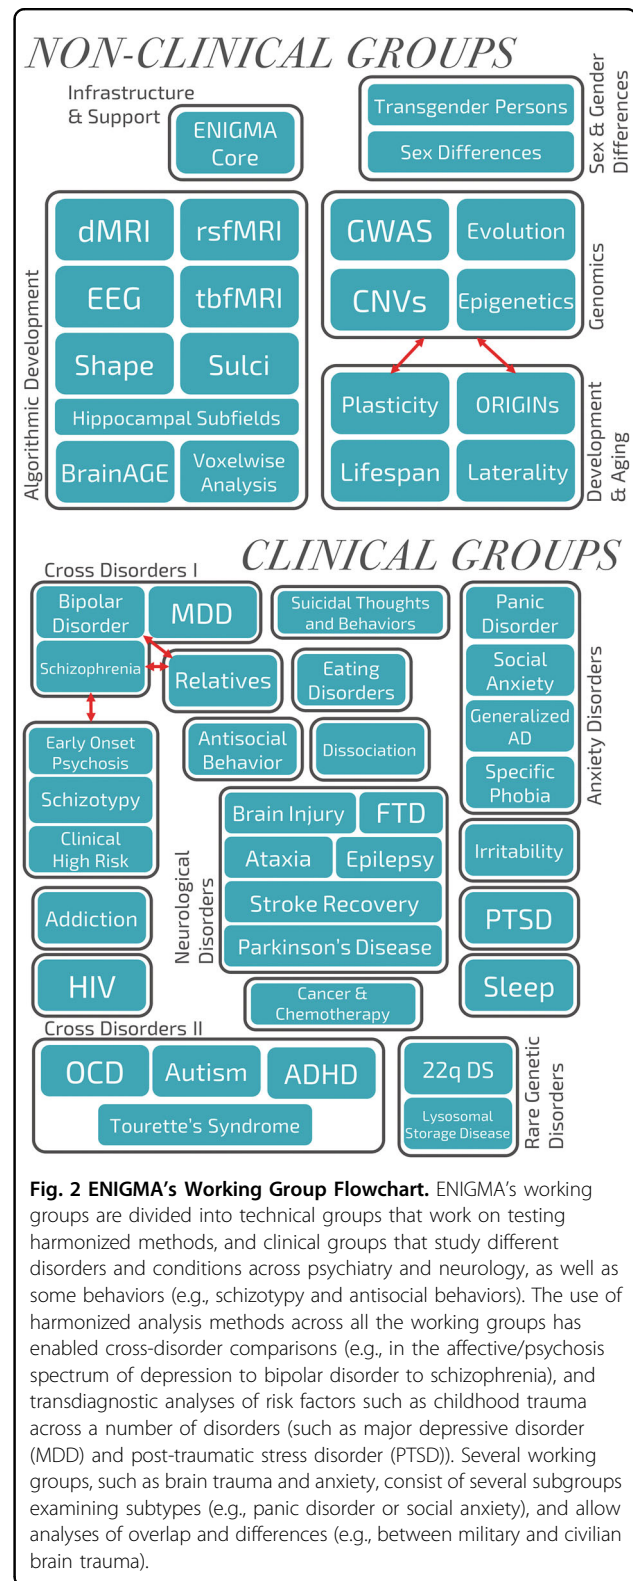 NON-CLINICAL GROUPS
Infrastructure
& Support
ENIGMA
Core
Transgender Persons
Sex Differences
Sex & Gender
Differences
Algorithmic Development
dMRI
rsfMRI
EEG
tbfMRI
Shape
Sulci
Hippocampal Subfields
BrainAGE
Voxelwise
Analysis
GWAS
Evolution
CNVs
Epigenetics
Genomics
Plasticity
ORIGINs
Lifespan
Laterality
Development
& Aging
CLINICAL GROUPS
Cross Disorders I
Bipolar
Disorder
MDD
Schizophrenia
Relatives
Suicidal Thoughts
and Behaviors
Eating
Disorders
Panic
Disorder
Social
Anxiety
Generalized
AD
Specific
Phobia
Anxiety Disorders
Early Onset
Psychosis
Schizotypy
Clinical
High Risk
Antisocial
Behavior
Dissociation
Neurological
Disorders
Brain Injury
FTD
Ataxia
Epilepsy
Stroke Recovery
Parkinson's Disease
Irritability
Addiction
PTSD
HIV
Cancer &
Chemotherapy
Sleep
Cross Disorders II
OCD
Autism
ADHD
Tourette's Syndrome
22q DS
Lysosomal
Storage Disease
Rare Genetic
Disorders
Fig. 2 ENIGMA's Working Group Flowchart. ENIGMA's working
groups are divided into technical groups that work on testing
harmonized methods, and clinical groups that study different
disorders and conditions across psychiatry and neurology, as well as
some behaviors (e.g., schizotypy and antisocial behaviors). The use of
harmonized analysis methods across all the working groups has
enabled cross-disorder comparisons (e.g., in the affective/psychosis
spectrum of depression to bipolar disorder to schizophrenia), and
transdiagnostic analyses of risk factors such as childhood trauma
across a number of disorders (such as major depressive disorder
(MDD) and post-traumatic stress disorder (PTSD)). Several working
groups, such as brain trauma and anxiety, consist of several subgroups
examining subtypes (e.g., panic disorder or social anxiety), and allow
analyses of overlap and differences (e.g., between military and civilian
brain trauma).